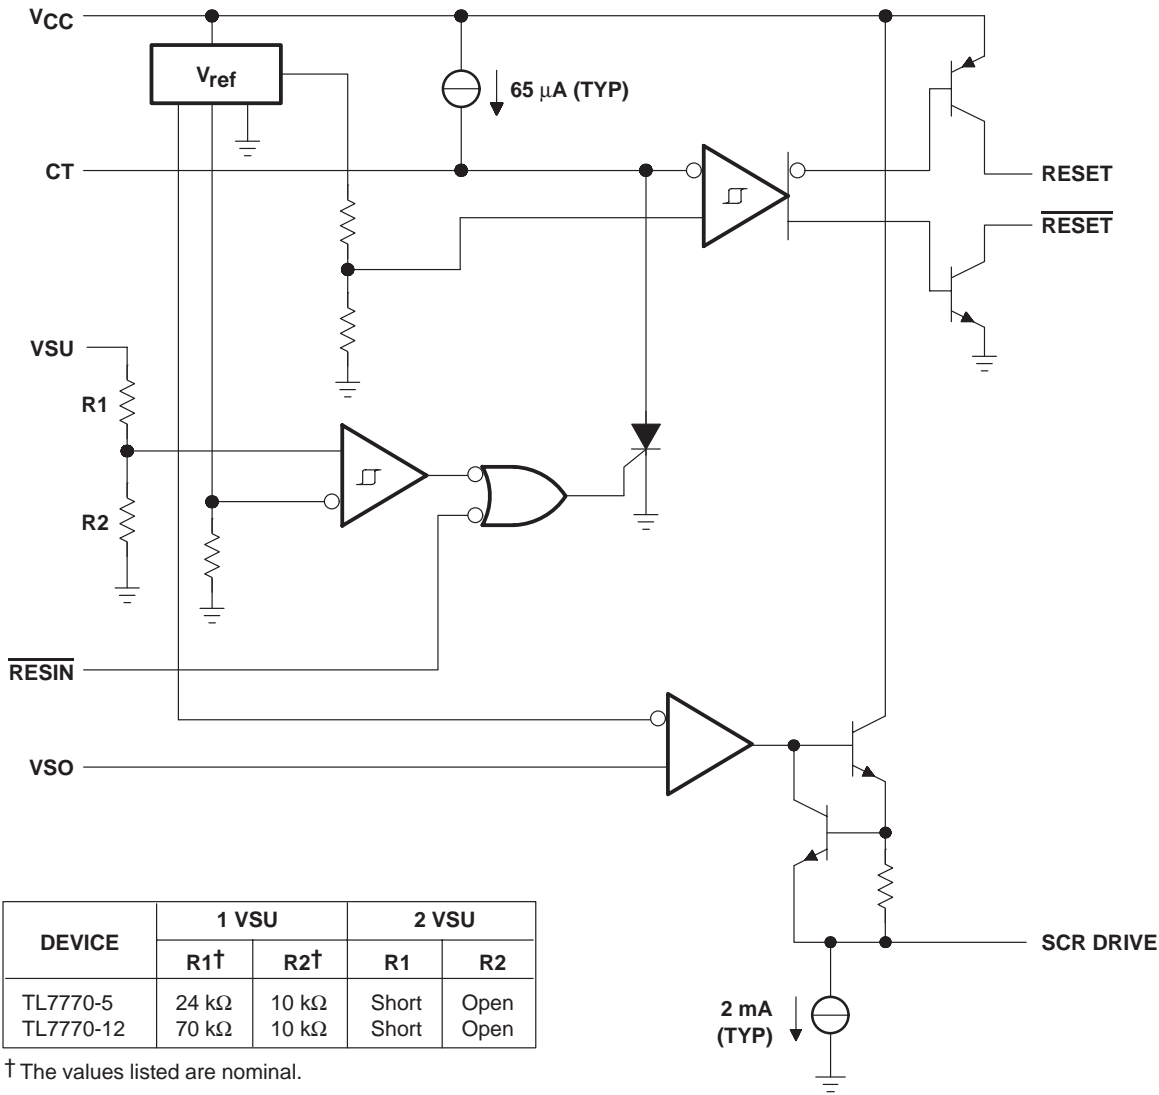 VCC
Vref
65 μA (TYP)
CT
RESET
RESET
VSU
R1
R2
RESIN
VSO
DEVICE 1 VSU 2 VSU
R1† R2† R1 R2
TL7770-5 24 kΩ 10 kΩ Short Open
TL7770-12 70 kΩ 10 kΩ Short Open
† The values listed are nominal.
SCR DRIVE
2 mA
(TYP)